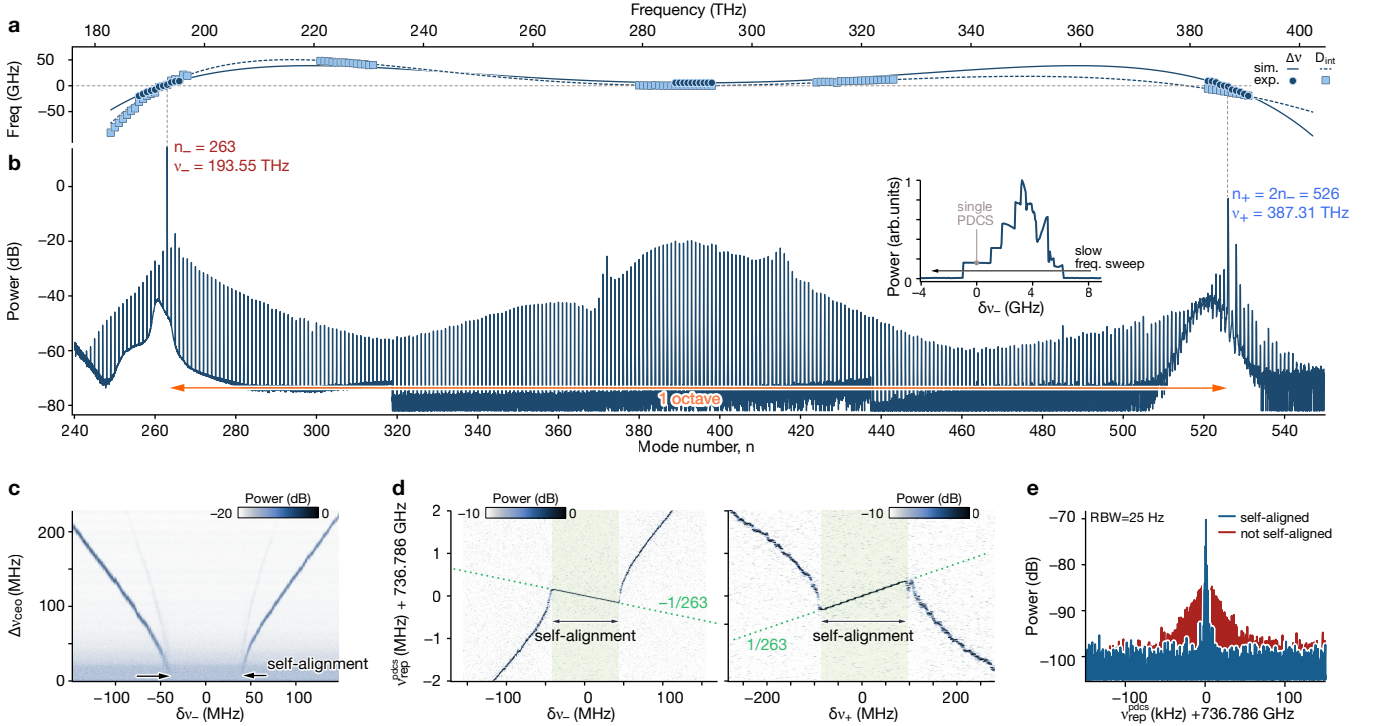 a
Frequency (THz)
180 200 220 240 260 280 300 320 340 360 380 400
Freq (GHz)
50
0
−50
Δν D_int
sim.
exp.
b
n₋ = 263
ν₋ = 193.55 THz
n₊ = 2n₋ = 526
ν₊ = 387.31 THz
Power (dB)
0
−20
−40
−60
−80
Power (arb.units)
1
0
single
PDCS
slow
freq. sweep
−4 0 4 8
δν₋ (GHz)
1 octave
240 260 280 300 320 340 360 380 400 420 440 460 480 500 520 540
Mode number, n
c
Power (dB)
−20 0
Δν_ceo (MHz)
200
100
0
self-alignment
−100 −50 0 50 100
δν₋ (MHz)
d
Power (dB)
−10 0
ν_rep^pdcs (MHz) + 736.786 GHz
2
1
0
−1
−2
−1/263
self-alignment
−100 0 100
δν₋ (MHz)
Power (dB)
−10 0
1/263
self-alignment
−200 0 200
δν₊ (MHz)
e
RBW=25 Hz
self-aligned
not self-aligned
Power (dB)
−70
−80
−90
−100
−100 0 100
ν_rep^pdcs (kHz) +736.786 GHz